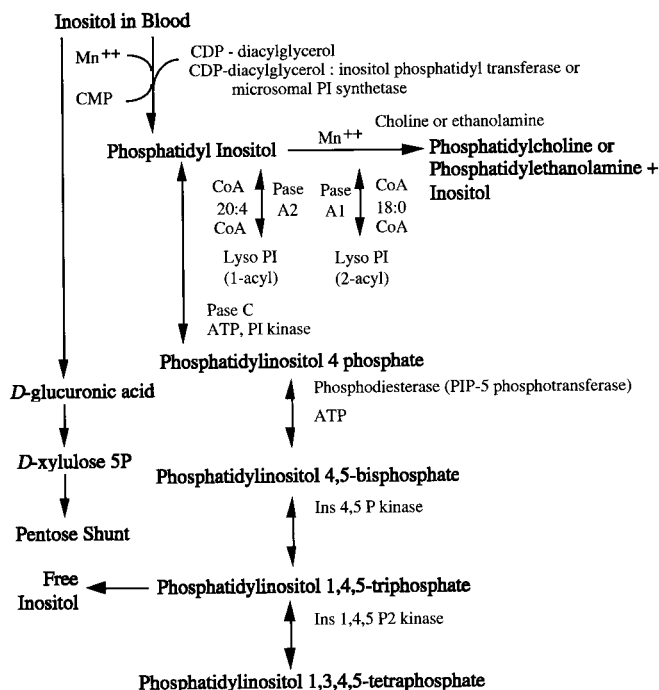 Inositol in Blood
Mn++
CDP - diacylglycerol
CDP-diacylglycerol : inositol phosphatidyl transferase or
microsomal PI synthetase
CMP
Choline or ethanolamine
Phosphatidyl Inositol
Mn++
Phosphatidylcholine or
Phosphatidylethanolamine +
Inositol
CoA
20:4
CoA
Pase
A2
Pase
A1
CoA
18:0
CoA
Lyso PI
(1-acyl)
Lyso PI
(2-acyl)
Pase C
ATP, PI kinase
Phosphatidylinositol 4 phosphate
D-glucuronic acid
Phosphodiesterase (PIP-5 phosphotransferase)
ATP
D-xylulose 5P
Phosphatidylinositol 4,5-bisphosphate
Ins 4,5 P kinase
Pentose Shunt
Free
Inositol
Phosphatidylinositol 1,4,5-triphosphate
Ins 1,4,5 P2 kinase
Phosphatidylinositol 1,3,4,5-tetraphosphate